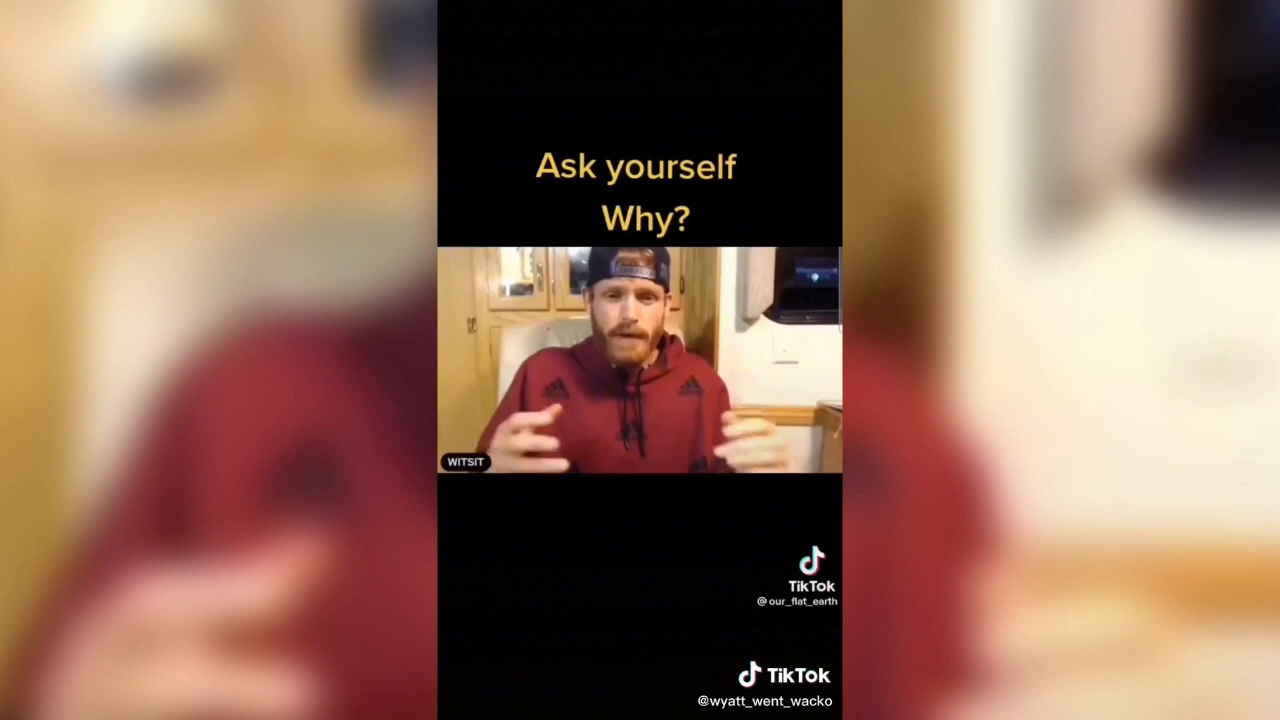 Ask yourself
Why?
WITSIT
TikTok
@our_flat_earth
TikTok
@wyatt_went_wacko